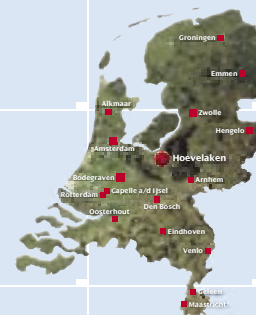 Groningen
Emmen
Alkmaar
Zwolle
Hengelo
Amsterdam
Hoevelaken
Bodegraven
Arnhem
Capelle a/d Ijsel
Rotterdam
Den Bosch
Oosterhout
Eindhoven
Venlo
Geleen
Maastricht